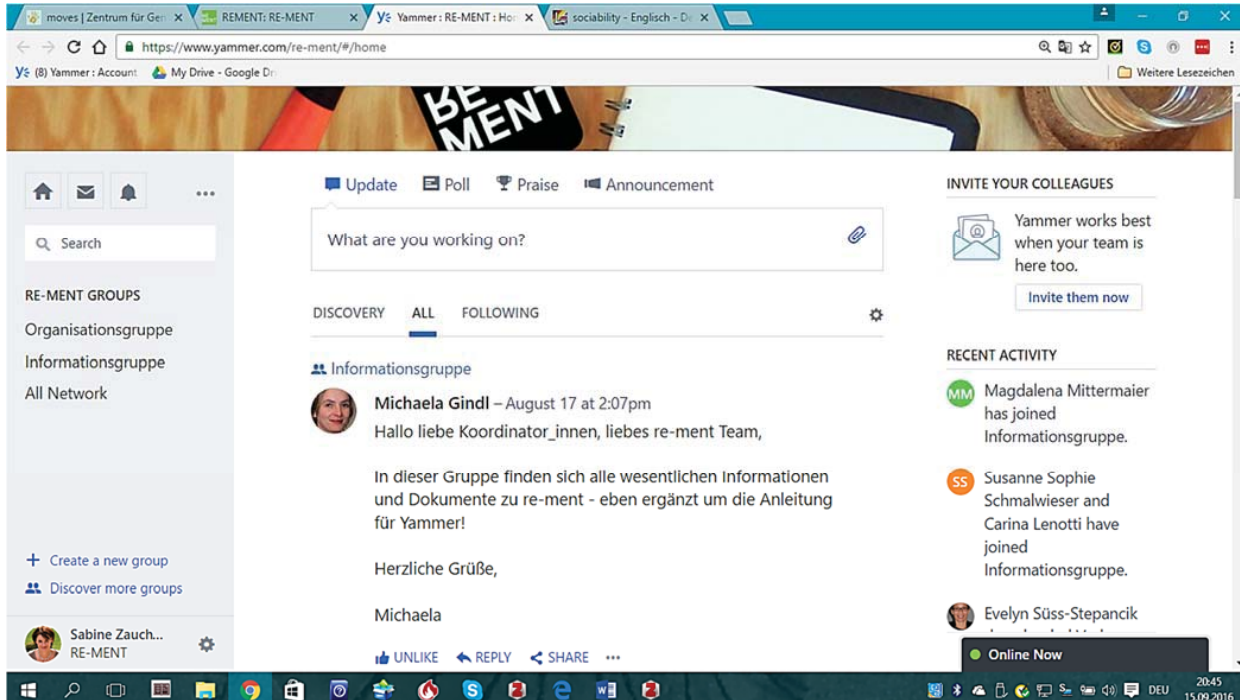 moves | Zentrum für Gen
REMENT: RE-MENT
Yammer : RE-MENT : Hor
sociability - Englisch - De
https://www.yammer.com/re-ment/#/home
(8) Yammer : Account
My Drive - Google Dri
Weitere Lesezeichen
RE
MENT
Search
RE-MENT GROUPS
Organisationsgruppe
Informationsgruppe
All Network
+ Create a new group
Discover more groups
Sabine Zauch...
RE-MENT
Update Poll Praise Announcement
What are you working on?
DISCOVERY ALL FOLLOWING
Informationsgruppe
Michaela Gindl – August 17 at 2:07pm
Hallo liebe Koordinator_innen, liebes re-ment Team,
In dieser Gruppe finden sich alle wesentlichen Informationen
und Dokumente zu re-ment - eben ergänzt um die Anleitung
für Yammer!
Herzliche Grüße,
Michaela
UNLIKE REPLY SHARE
INVITE YOUR COLLEAGUES
Yammer works best
when your team is
here too.
Invite them now
RECENT ACTIVITY
MM
Magdalena Mittermaier
has joined
Informationsgruppe.
SS
Susanne Sophie
Schmalwieser and
Carina Lenotti have
joined
Informationsgruppe.
Evelyn Süss-Stepancik
Online Now
DEU
20:45
15.09.2016